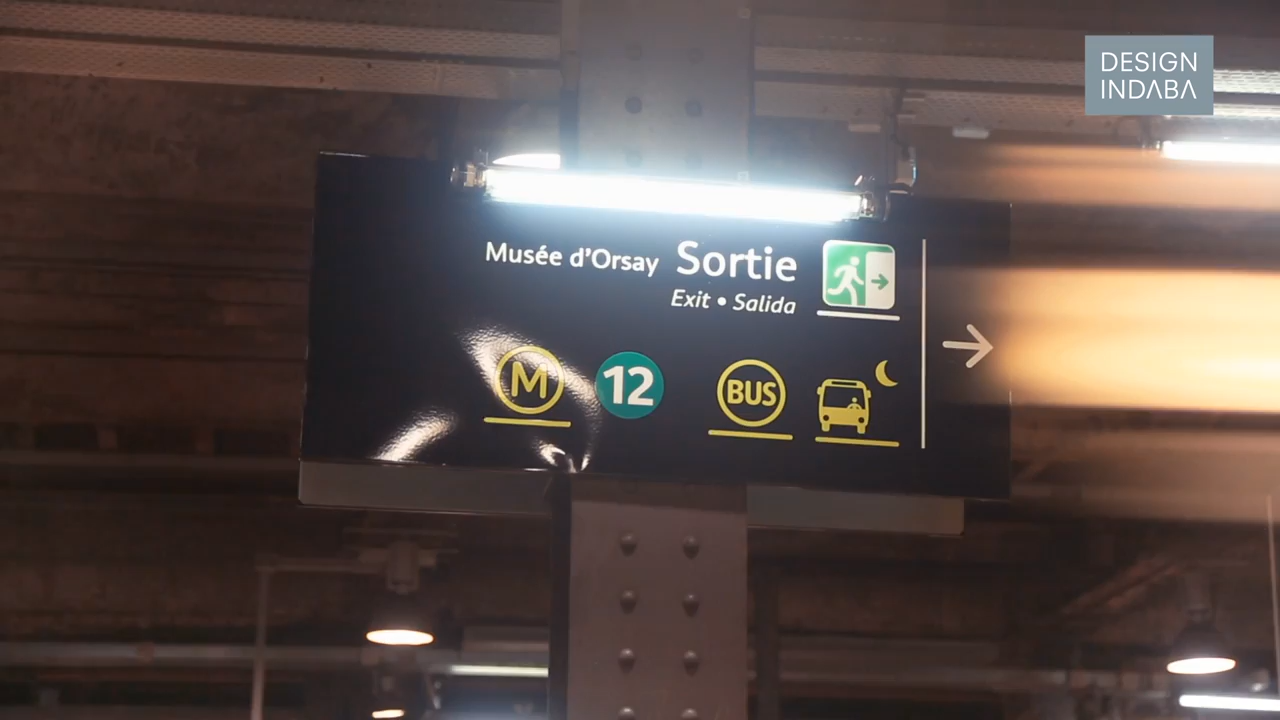 DESIGN
INDABA
Musée d'Orsay Sortie
Exit • Salida
M 12 BUS